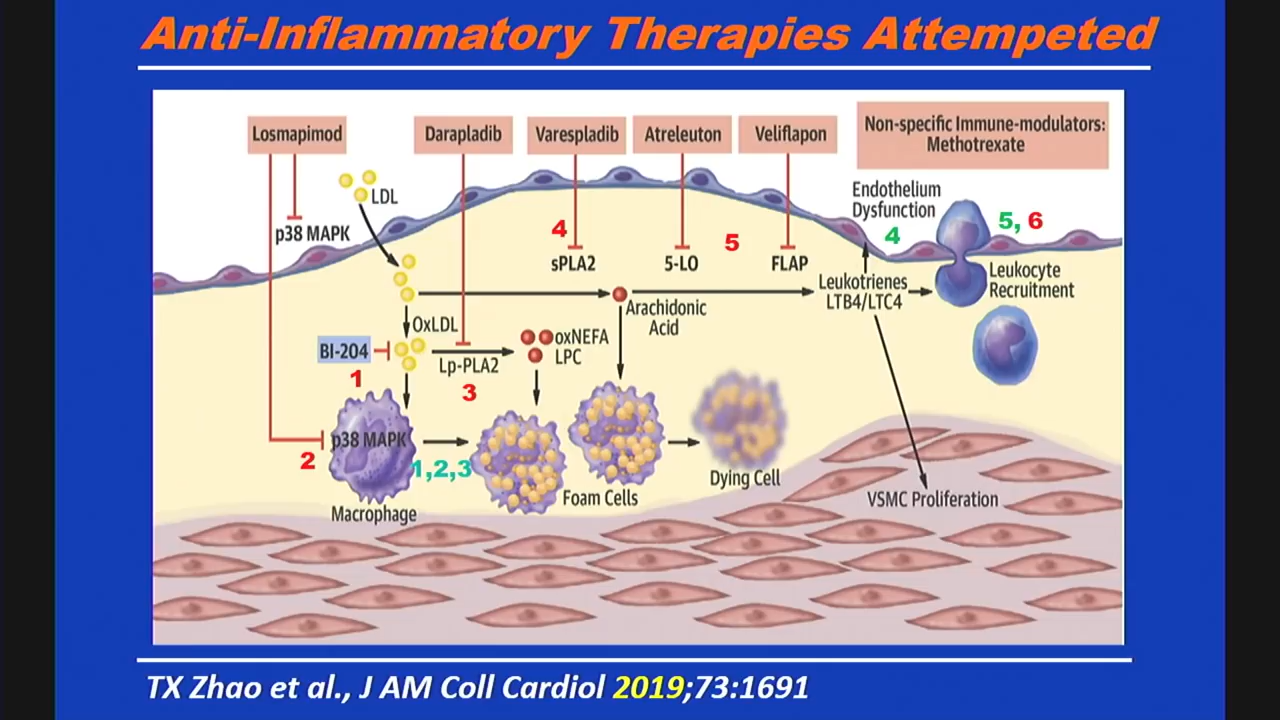 Anti-Inflammatory Therapies Attempeted
Losmapimod
Darapladib
Varespladib
Atreleuton
Veliflapon
Non-specific Immune-modulators:
Methotrexate
LDL
p38 MAPK
Endothelium
Dysfunction
4
5, 6
4
sPLA2
5-LO
5
FLAP
Leukotrienes
LTB4/LTC4
Leukocyte
Recruitment
Arachidonic
Acid
OxLDL
BI-204
1
Lp-PLA2
3
oxNEFA
LPC
p38 MAPK
2
1,2,3
Macrophage
Foam Cells
Dying Cell
VSMC Proliferation
TX Zhao et al., J AM Coll Cardiol 2019;73:1691